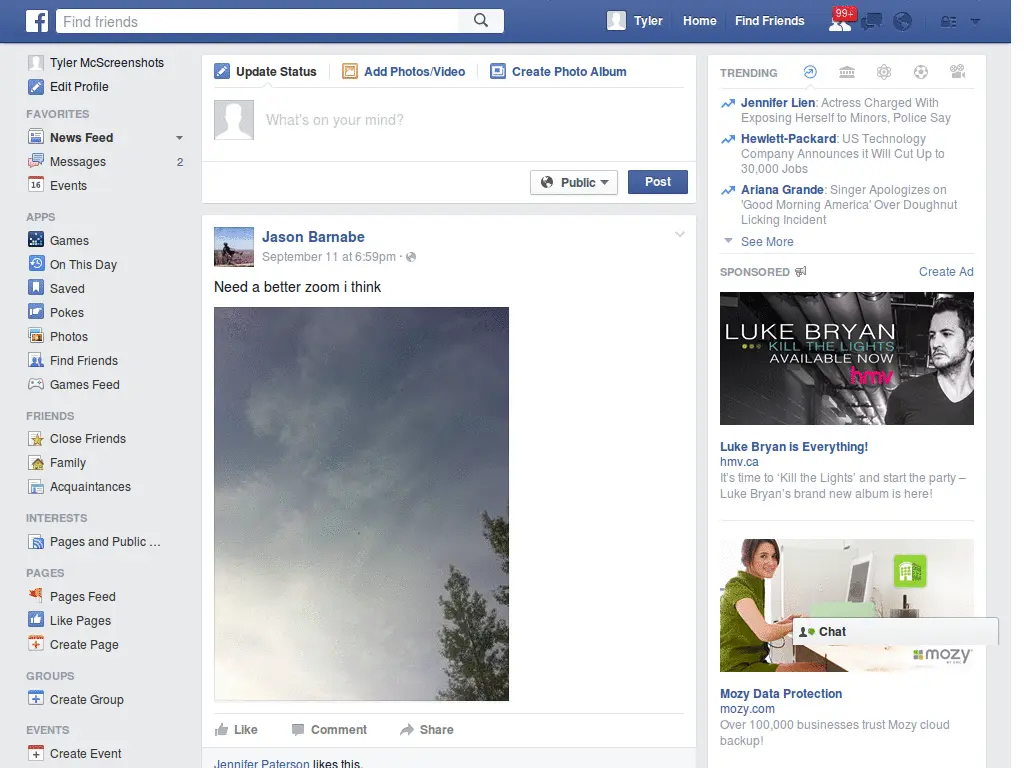 f
Find friends
Tyler
Home
Find Friends
99+
Tyler McScreenshots
Edit Profile
FAVORITES
News Feed
Messages
2
16
Events
APPS
Games
On This Day
Saved
Pokes
Photos
Find Friends
Games Feed
FRIENDS
Close Friends
Family
Acquaintances
INTERESTS
Pages and Public ...
PAGES
Pages Feed
Like Pages
Create Page
GROUPS
Create Group
EVENTS
Create Event
Update Status
Add Photos/Video
Create Photo Album
What's on your mind?
Public
Post
Jason Barnabe
September 11 at 6:59pm ·
Need a better zoom i think
Like
Comment
Share
Jennifer Paterson likes this.
TRENDING
Jennifer Lien: Actress Charged With
Exposing Herself to Minors, Police Say
Hewlett-Packard: US Technology
Company Announces it Will Cut Up to
30,000 Jobs
Ariana Grande: Singer Apologizes on
'Good Morning America' Over Doughnut
Licking Incident
See More
SPONSORED
Create Ad
LUKE BRYAN
KILL THE LIGHTS
AVAILABLE NOW
hmv
Luke Bryan is Everything!
hmv.ca
It's time to ‘Kill the Lights’ and start the party –
Luke Bryan's brand new album is here!
Chat
mozy
Mozy Data Protection
mozy.com
Over 100,000 businesses trust Mozy cloud
backup!